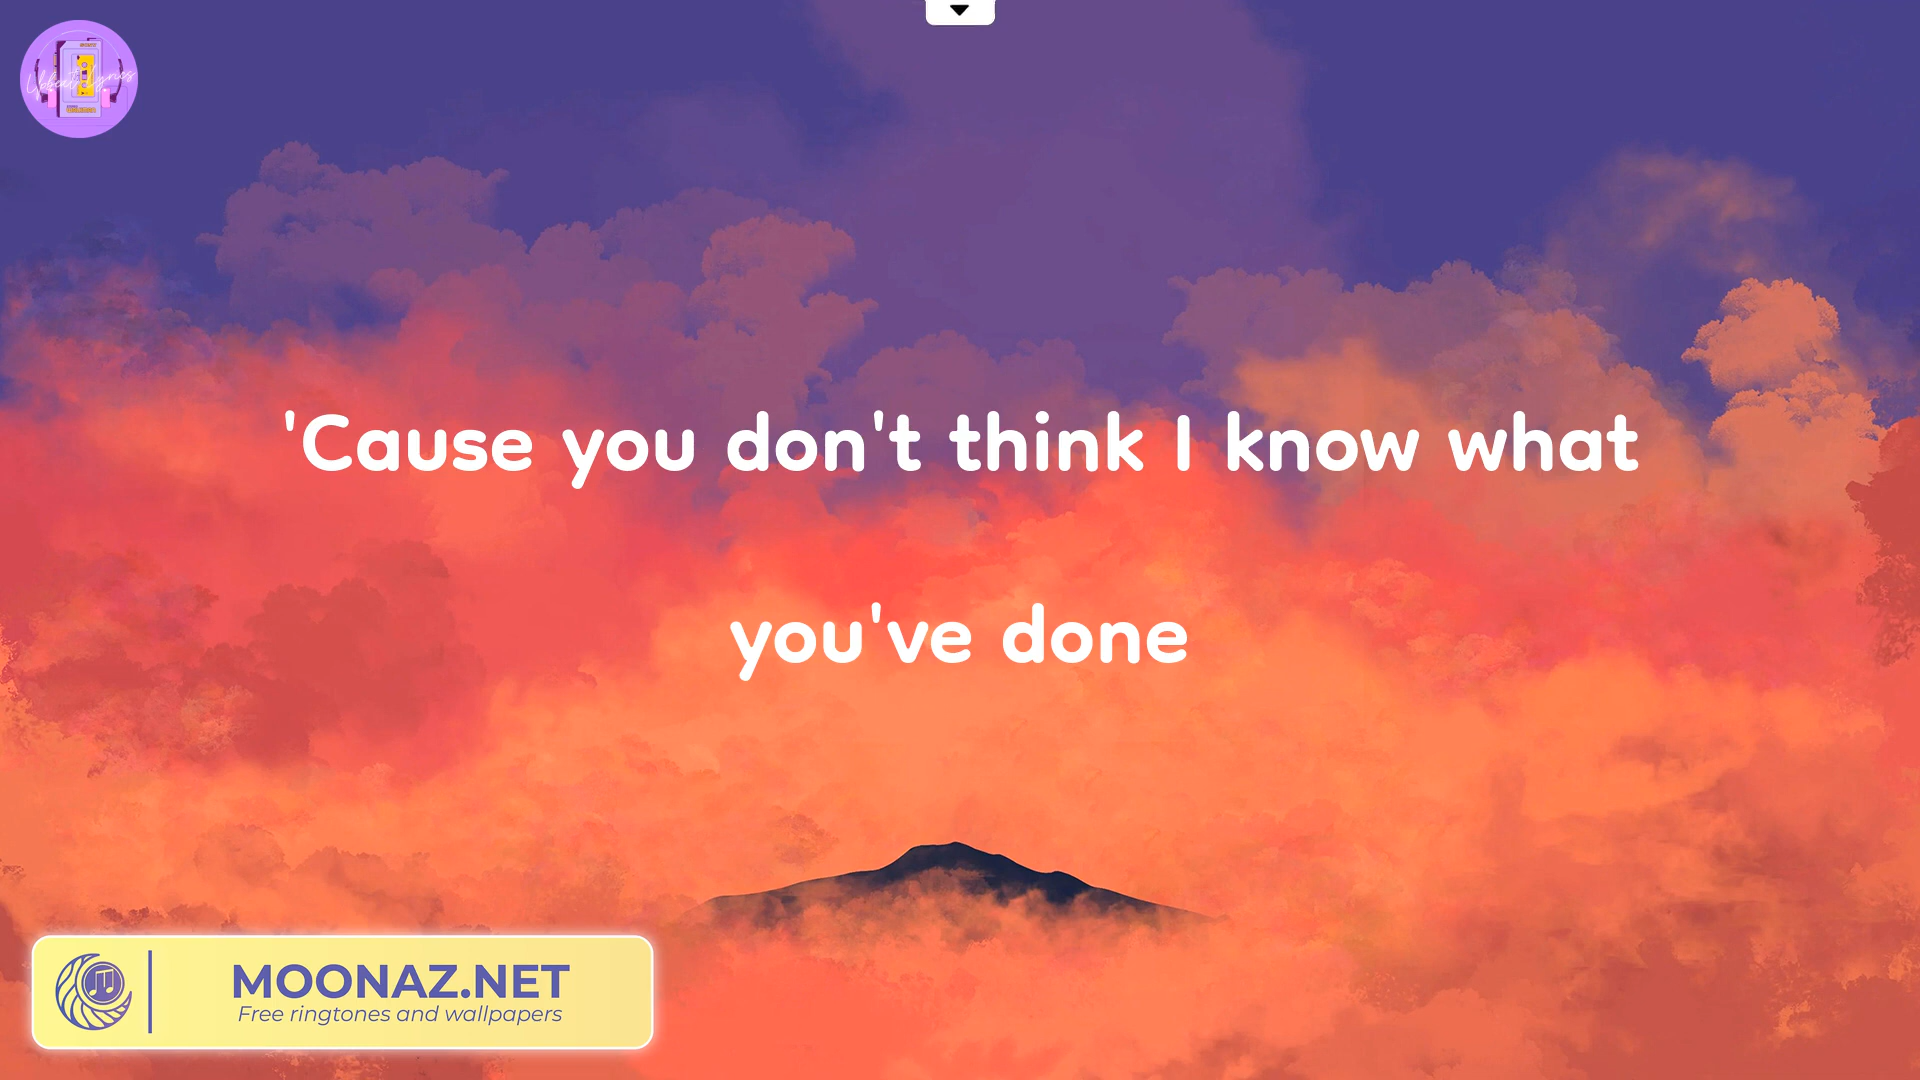 'Cause you don't think I know what
you've done
MOONAZ.NET
Free ringtones and wallpapers